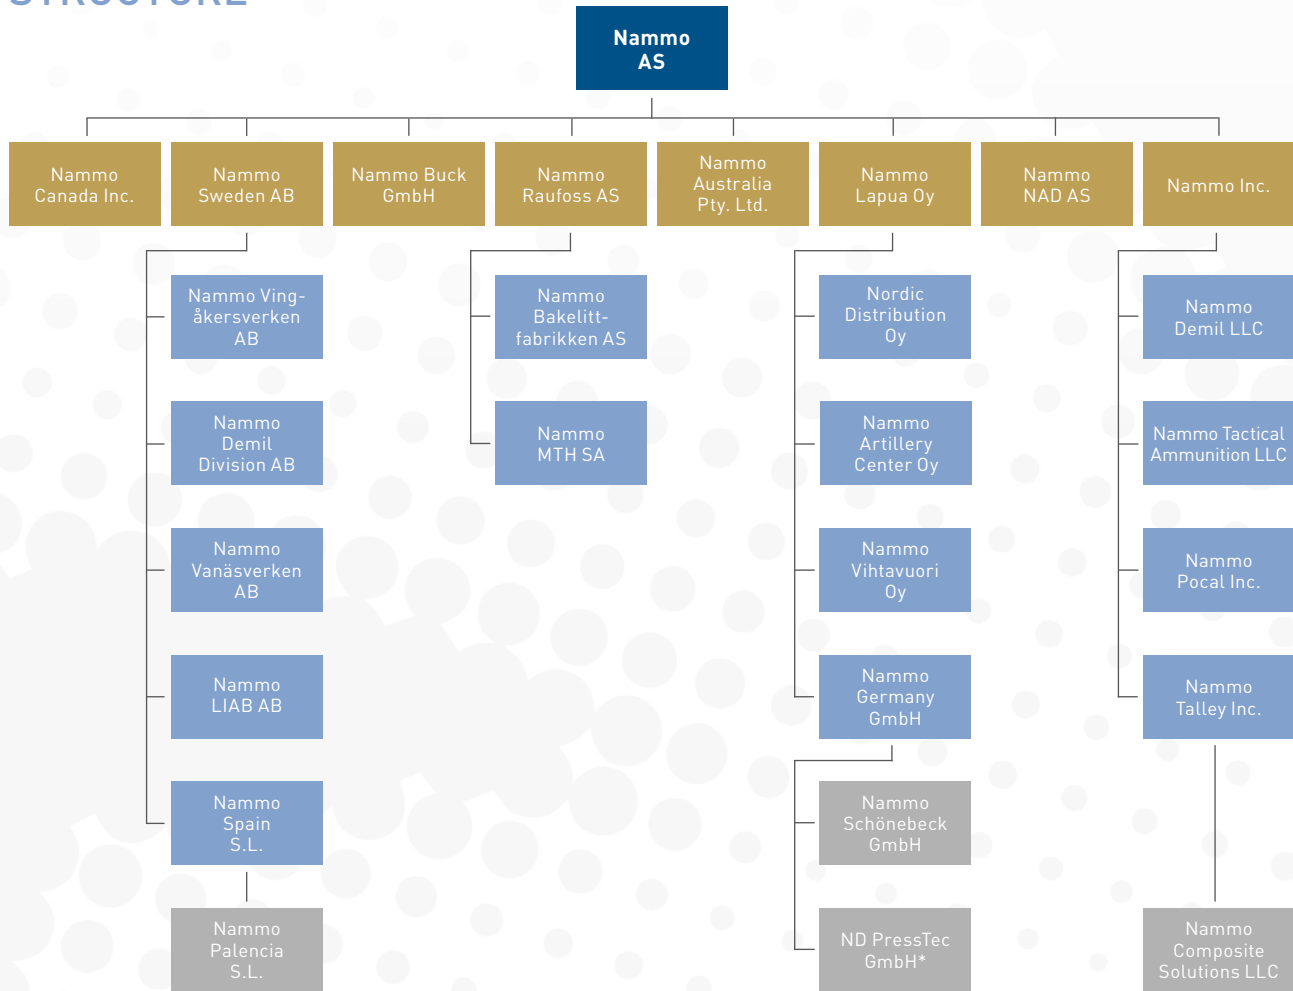 STRUCTURE
Nammo
AS
Nammo
Canada Inc.
Nammo
Sweden AB
Nammo Buck
GmbH
Nammo
Raufoss AS
Nammo
Australia
Pty. Ltd.
Nammo
Lapua Oy
Nammo
NAD AS
Nammo Inc.
Nammo Ving-
åkersverken
AB
Nammo
Bakelitt-
fabrikken AS
Nordic
Distribution
Oy
Nammo
Demil LLC
Nammo
Demil
Division AB
Nammo
MTH SA
Nammo
Artillery
Center Oy
Nammo Tactical
Ammunition LLC
Nammo
Vanäsverken
AB
Nammo
Vihtavuori
Oy
Nammo
Pocal Inc.
Nammo
LIAB AB
Nammo
Germany
GmbH
Nammo
Talley Inc.
Nammo
Spain
S.L.
Nammo
Schönebeck
GmbH
Nammo
Palencia
S.L.
ND PressTec
GmbH*
Nammo
Composite
Solutions LLC